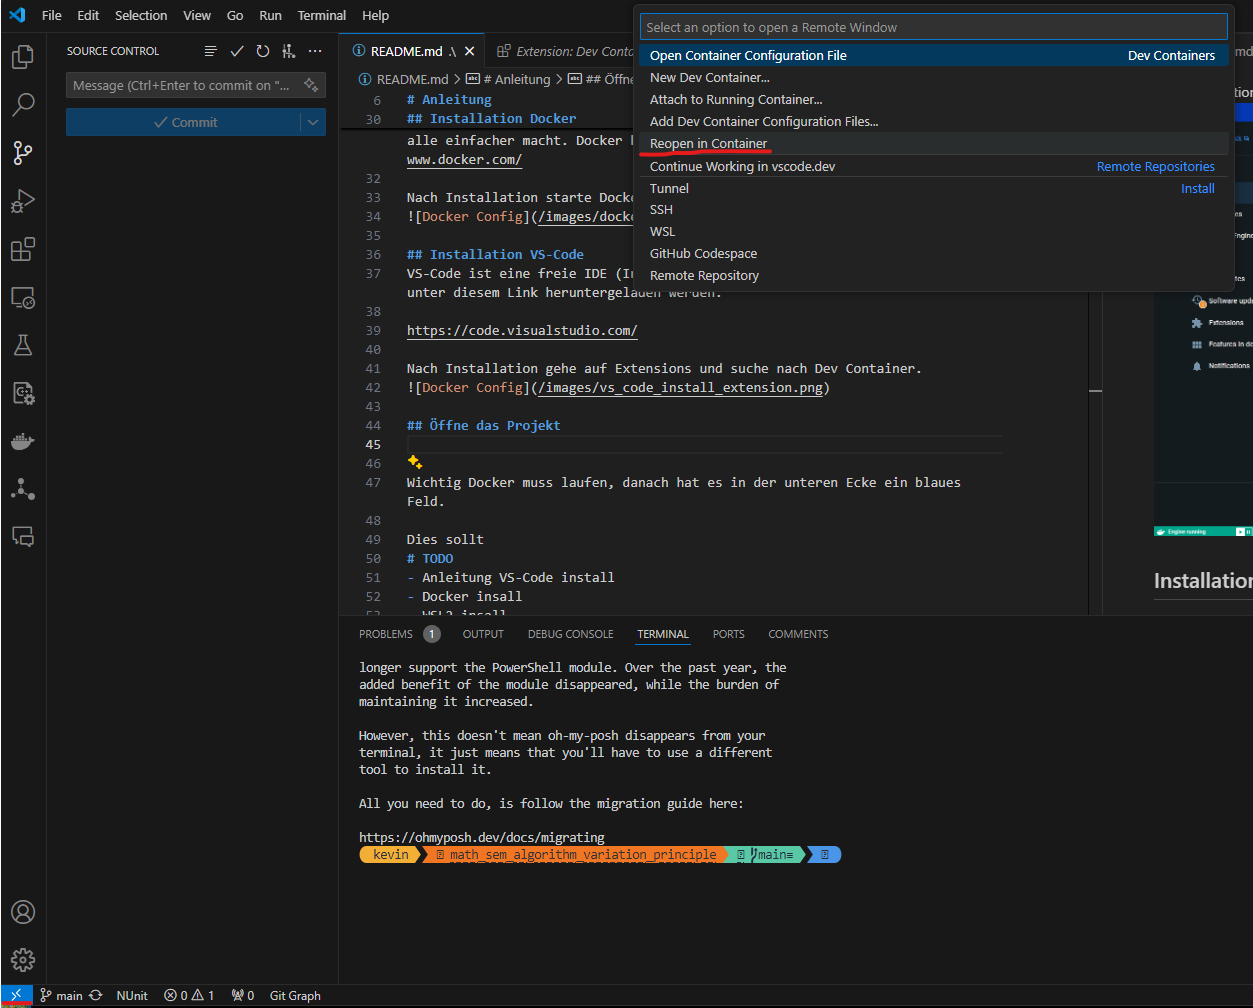 File Edit Selection View Go Run Terminal Help
Select an option to open a Remote Window
Open Container Configuration File Dev Containers
New Dev Container...
Attach to Running Container...
Add Dev Container Configuration Files...
Reopen in Container
Continue Working in vscode.dev Remote Repositories
Tunnel Install
SSH
WSL
GitHub Codespace
Remote Repository
SOURCE CONTROL
Message (Ctrl+Enter to commit on "...
Commit
README.md .\ Extension: Dev Conta
README.md > # Anleitung > ## Öffne
6 # Anleitung
30 ## Installation Docker
alle einfacher macht. Docker
www.docker.com/
32
33 Nach Installation starte Docke
34 ![Docker Config](/images/docke
35
36 ## Installation VS-Code
37 VS-Code ist eine freie IDE (In
unter diesem Link heruntergeladen werden.
38
39 https://code.visualstudio.com/
40
41 Nach Installation gehe auf Extensions und suche nach Dev Container.
42 ![Docker Config](/images/vs_code_install_extension.png)
43
44 ## Öffne das Projekt
45
46
47 Wichtig Docker muss laufen, danach hat es in der unteren Ecke ein blaues
Feld.
48
49 Dies sollt
50 # TODO
51 - Anleitung VS-Code install
52 - Docker insall
53 - WSL2 insall
Software upd
Extensions
Features in de
Notifications
Engine running
Installation
PROBLEMS 1 OUTPUT DEBUG CONSOLE TERMINAL PORTS COMMENTS
longer support the PowerShell module. Over the past year, the
added benefit of the module disappeared, while the burden of
maintaining it increased.
However, this doesn't mean oh-my-posh disappears from your
terminal, it just means that you'll have to use a different
tool to install it.
All you need to do, is follow the migration guide here:
https://ohmyposh.dev/docs/migrating
kevin math_sem_algorithm_variation_principle main≡
main NUnit 0 1 0 Git Graph